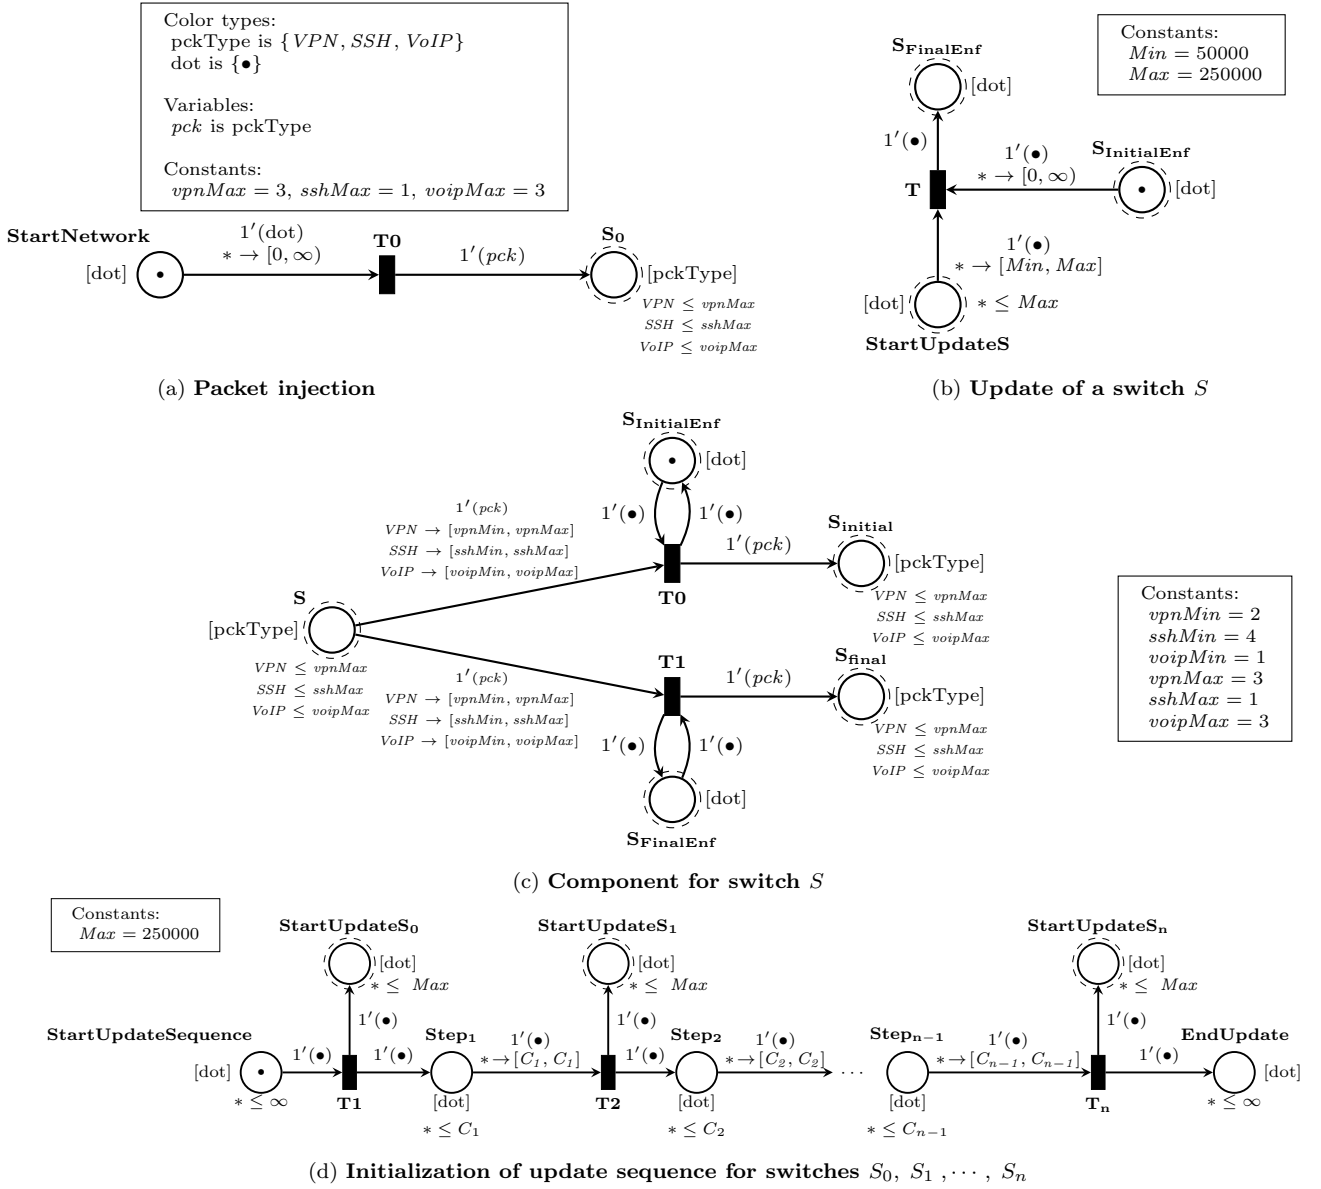 Color types:
pckType is {VPN, SSH, VoIP}
dot is {●}
Variables:
pck is pckType
Constants:
vpnMax = 3, sshMax = 1, voipMax = 3
StartNetwork
[dot]
1′(dot)
∗ → [0, ∞)
T0
1′(pck)
S₀
[pckType]
VPN ≤ vpnMax
SSH ≤ sshMax
VoIP ≤ voipMax
(a) Packet injection
Constants:
Min = 50000
Max = 250000
S_FinalEnf
[dot]
1′(●)
T
1′(●)
∗ → [0, ∞)
S_InitialEnf
[dot]
1′(●)
∗ → [Min, Max]
[dot]
∗ ≤ Max
StartUpdateS
(b) Update of a switch S
S_InitialEnf
[dot]
1′(●)
1′(●)
1′(pck)
VPN → [vpnMin, vpnMax]
SSH → [sshMin, sshMax]
VoIP → [voipMin, voipMax]
T0
1′(pck)
S_initial
[pckType]
VPN ≤ vpnMax
SSH ≤ sshMax
VoIP ≤ voipMax
S
[pckType]
VPN ≤ vpnMax
SSH ≤ sshMax
VoIP ≤ voipMax
1′(pck)
VPN → [vpnMin, vpnMax]
SSH → [sshMin, sshMax]
VoIP → [voipMin, voipMax]
T1
1′(pck)
S_final
[pckType]
VPN ≤ vpnMax
SSH ≤ sshMax
VoIP ≤ voipMax
1′(●)
1′(●)
[dot]
S_FinalEnf
Constants:
vpnMin = 2
sshMin = 4
voipMin = 1
vpnMax = 3
sshMax = 1
voipMax = 3
(c) Component for switch S
Constants:
Max = 250000
StartUpdateS₀
[dot]
∗ ≤ Max
1′(●)
StartUpdateS₁
[dot]
∗ ≤ Max
1′(●)
StartUpdateSₙ
[dot]
∗ ≤ Max
1′(●)
StartUpdateSequence
[dot]
∗ ≤ ∞
1′(●)
T1
1′(●)
Step₁
[dot]
∗ ≤ C₁
1′(●)
∗ → [C₁, C₁]
T2
1′(●)
Step₂
[dot]
∗ ≤ C₂
1′(●)
∗ → [C₂, C₂]
· · ·
Stepₙ₋₁
[dot]
∗ ≤ Cₙ₋₁
1′(●)
∗ → [Cₙ₋₁, Cₙ₋₁]
Tₙ
1′(●)
EndUpdate
[dot]
∗ ≤ ∞
(d) Initialization of update sequence for switches S₀, S₁ , · · · , Sₙ